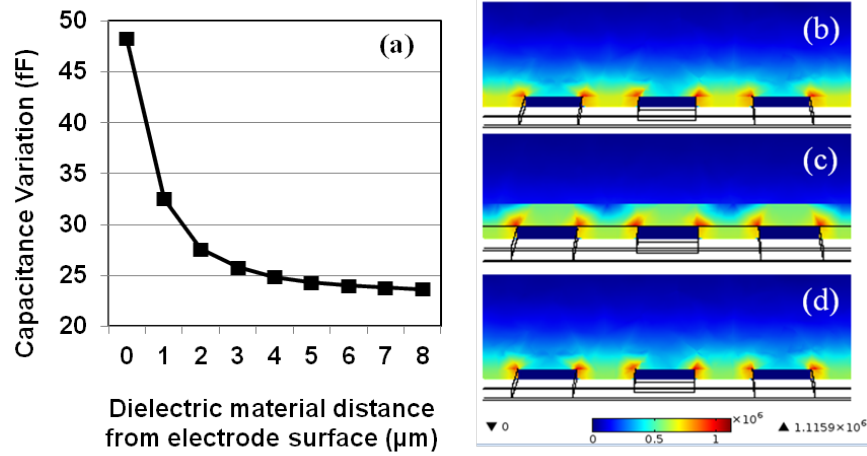 (a)
Capacitance Variation (fF)
50
45
40
35
30
25
20
0 1 2 3 4 5 6 7 8
Dielectric material distance
from electrode surface (µm)
(b)
(c)
(d)
▼ 0
0 0.5 1
×10⁶
▲ 1.1159×10⁶